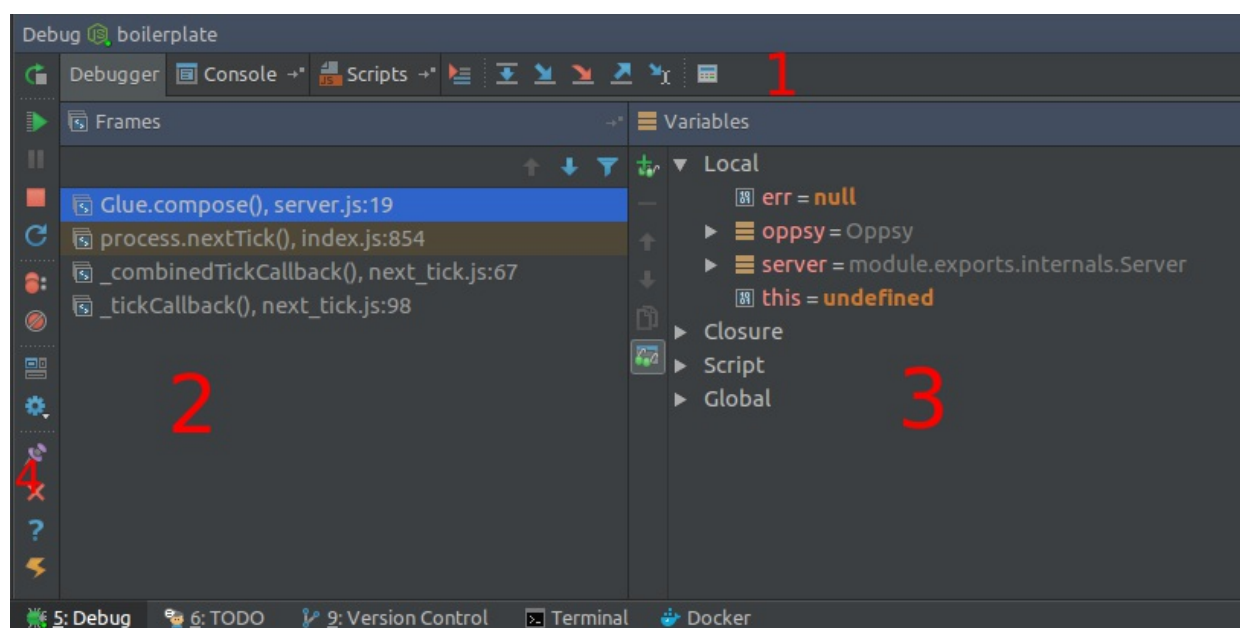 Debug boilerplate
Debugger Console Scripts
1
Frames
Variables
Glue.compose(), server.js:19
process.nextTick(), index.js:854
_combinedTickCallback(), next_tick.js:67
_tickCallback(), next_tick.js:98
2
Local
err = null
oppsy = Oppsy
server = module.exports.internals.Server
this = undefined
Closure
Script
Global
3
4
5: Debug 6: TODO 9: Version Control Terminal Docker